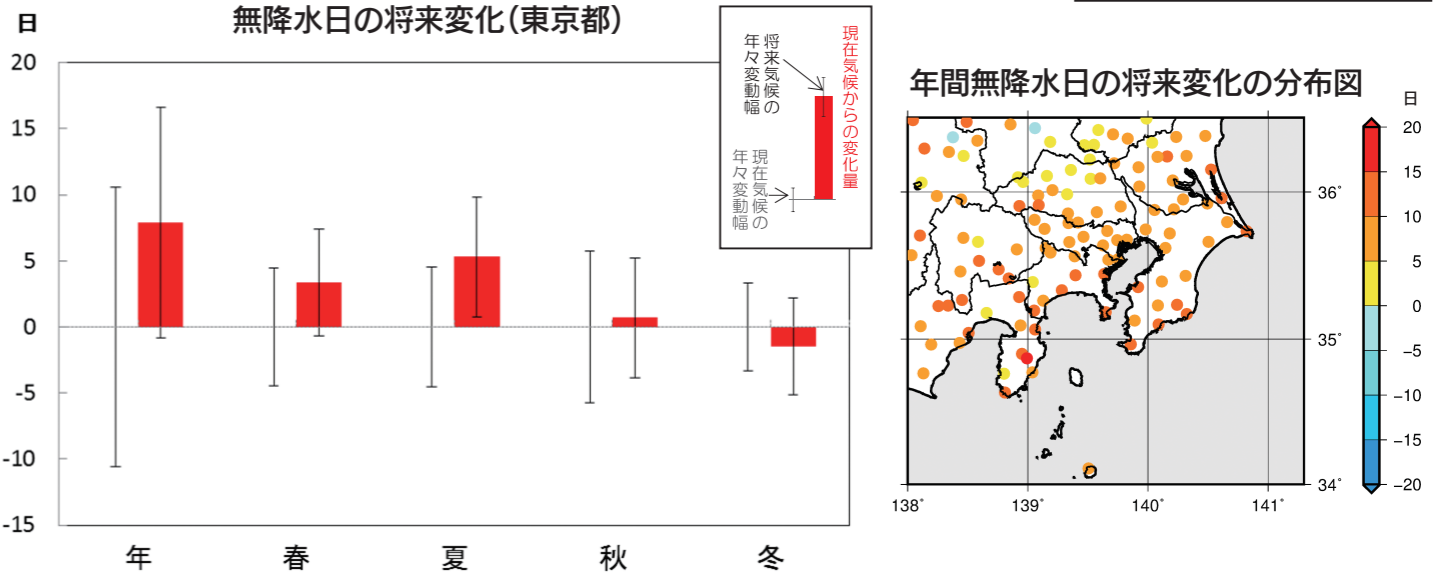 無降水日の将来変化(東京都)
日
20
15
10
5
0
-5
-10
-15
年
春
夏
秋
冬
現在気候からの変化量
将来気候の
年々変動幅
現在気候の
年々変動幅
年間無降水日の将来変化の分布図
日
20
15
10
5
0
−5
−10
−15
−20
36°
35°
34°
138°
139°
140°
141°